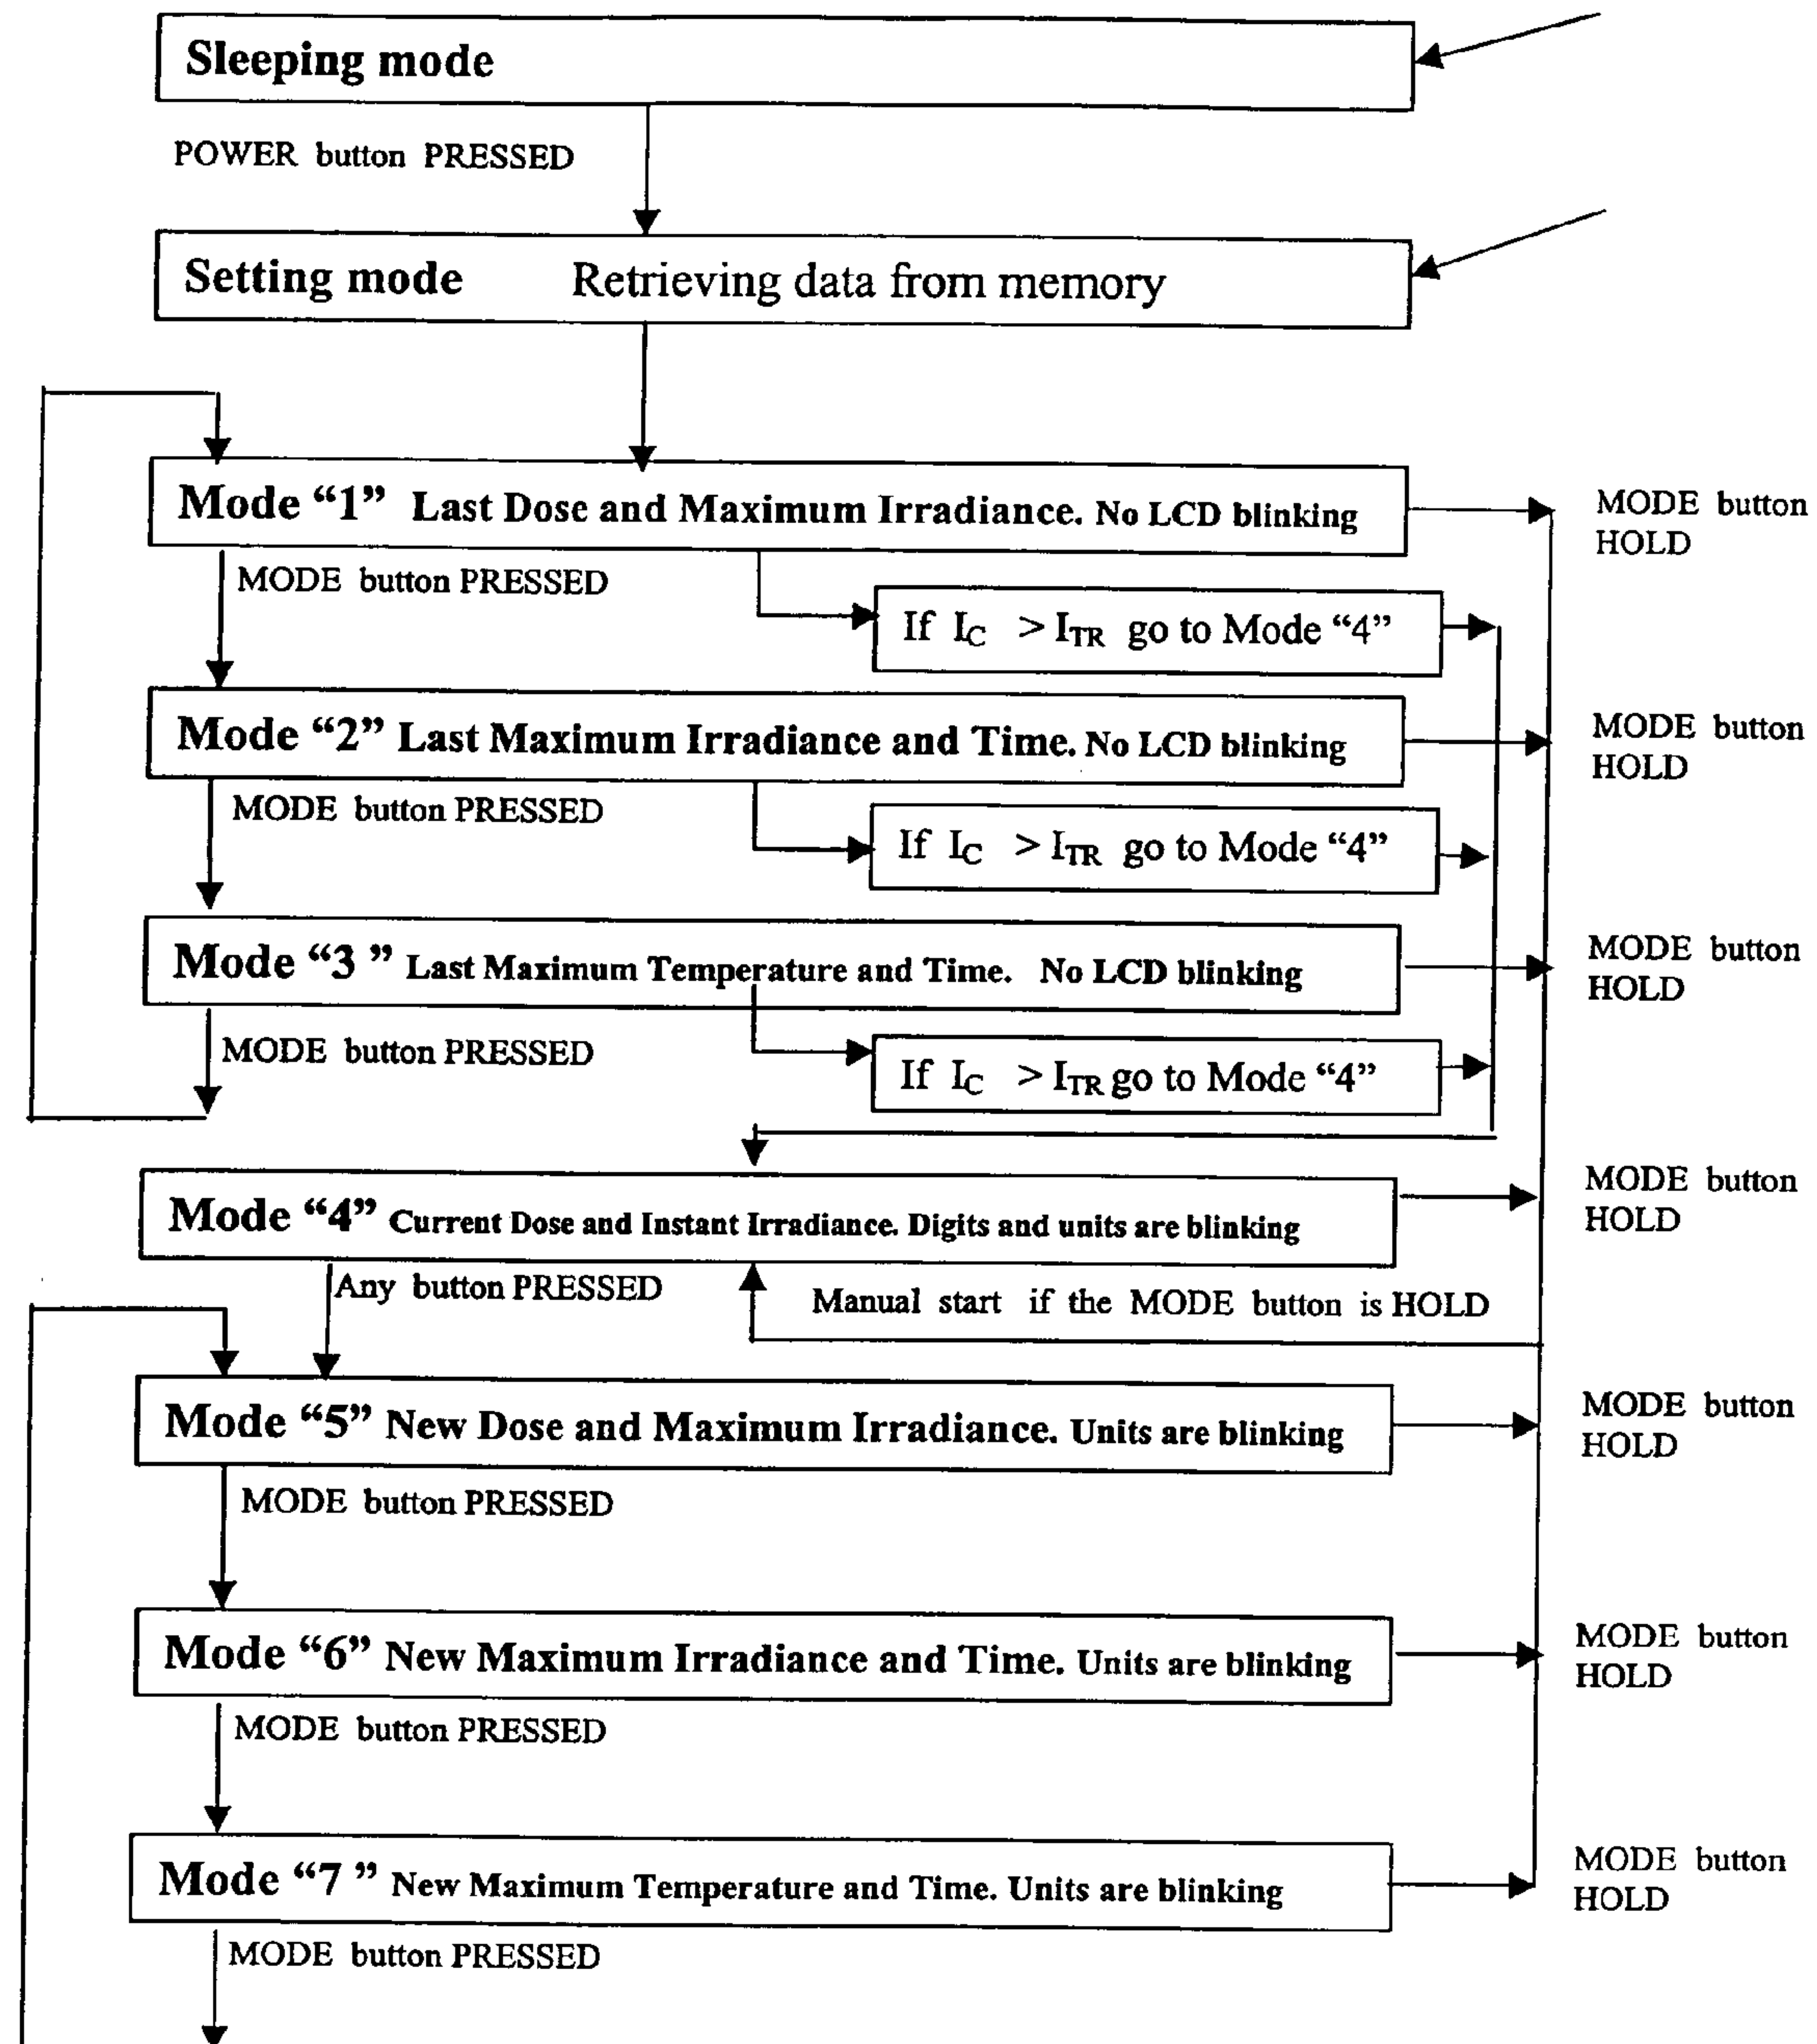 Sleeping mode
POWER button PRESSED
Setting mode Retrieving data from memory
Mode “1” Last Dose and Maximum Irradiance. No LCD blinking
MODE button
HOLD
MODE button PRESSED
If I_C > I_TR go to Mode “4”
Mode “2” Last Maximum Irradiance and Time. No LCD blinking
MODE button
HOLD
MODE button PRESSED
If I_C > I_TR go to Mode “4”
Mode “3 ” Last Maximum Temperature and Time. No LCD blinking
MODE button
HOLD
MODE button PRESSED
If I_C > I_TR go to Mode “4”
Mode “4” Current Dose and Instant Irradiance. Digits and units are blinking
MODE button
HOLD
Any button PRESSED
Manual start if the MODE button is HOLD
Mode “5” New Dose and Maximum Irradiance. Units are blinking
MODE button
HOLD
MODE button PRESSED
Mode “6” New Maximum Irradiance and Time. Units are blinking
MODE button
HOLD
MODE button PRESSED
Mode “7 ” New Maximum Temperature and Time. Units are blinking
MODE button
HOLD
MODE button PRESSED